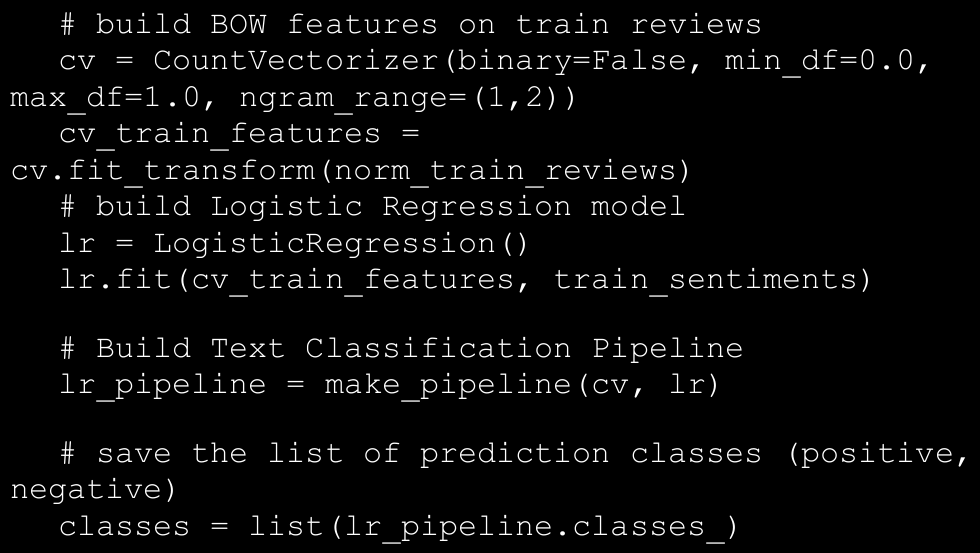 # build BOW features on train reviews
cv = CountVectorizer(binary=False, min_df=0.0,
max_df=1.0, ngram_range=(1,2))
cv_train_features =
cv.fit_transform(norm_train_reviews)
# build Logistic Regression model
lr = LogisticRegression()
lr.fit(cv_train_features, train_sentiments)
# Build Text Classification Pipeline
lr_pipeline = make_pipeline(cv, lr)
# save the list of prediction classes (positive,
negative)
classes = list(lr_pipeline.classes_)